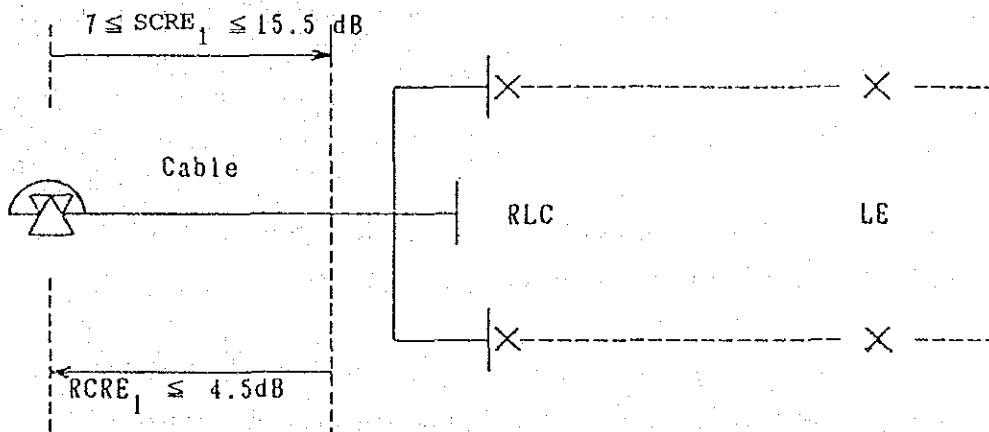 7 ≦ SCRE₁ ≦ 15.5 dB
Cable
RLC
LE
RCRE₁ ≦ 4.5dB